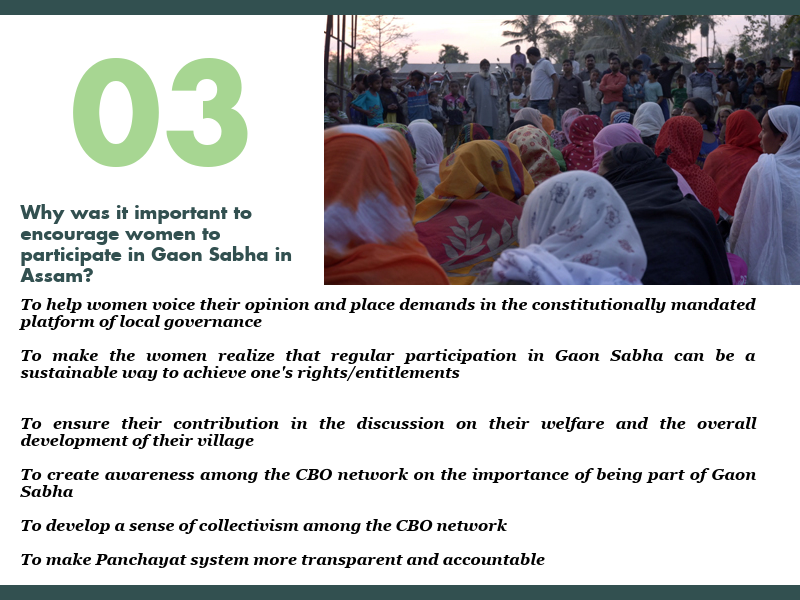 03
Why was it important to
encourage women to
participate in Gaon Sabha in
Assam?
To help women voice their opinion and place demands in the constitutionally mandated
platform of local governance
To make the women realize that regular participation in Gaon Sabha can be a
sustainable way to achieve one's rights/entitlements
To ensure their contribution in the discussion on their welfare and the overall
development of their village
To create awareness among the CBO network on the importance of being part of Gaon
Sabha
To develop a sense of collectivism among the CBO network
To make Panchayat system more transparent and accountable